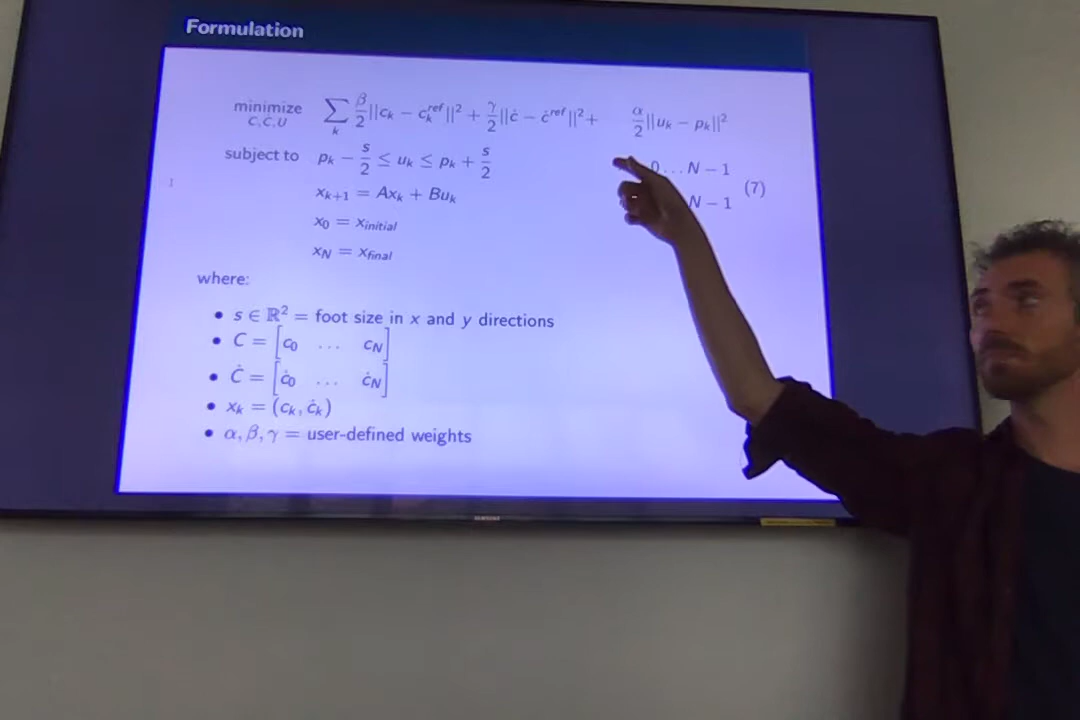 Formulation
minimize ∑ β/2 ||c_k − c_k^ref||² + γ/2 ||ċ − ċ^ref||² + α/2 ||u_k − p_k||²
C,Ċ,U k
subject to p_k − s/2 ≤ u_k ≤ p_k + s/2 0 … N − 1
x_{k+1} = Ax_k + Bu_k N − 1 (7)
x_0 = x_initial
x_N = x_final
where:
• s ∈ ℝ² = foot size in x and y directions
• C = [c_0 … c_N]
• Ċ = [ċ_0 … ċ_N]
• x_k = (c_k, ċ_k)
• α, β, γ = user-defined weights
SAMSUNG